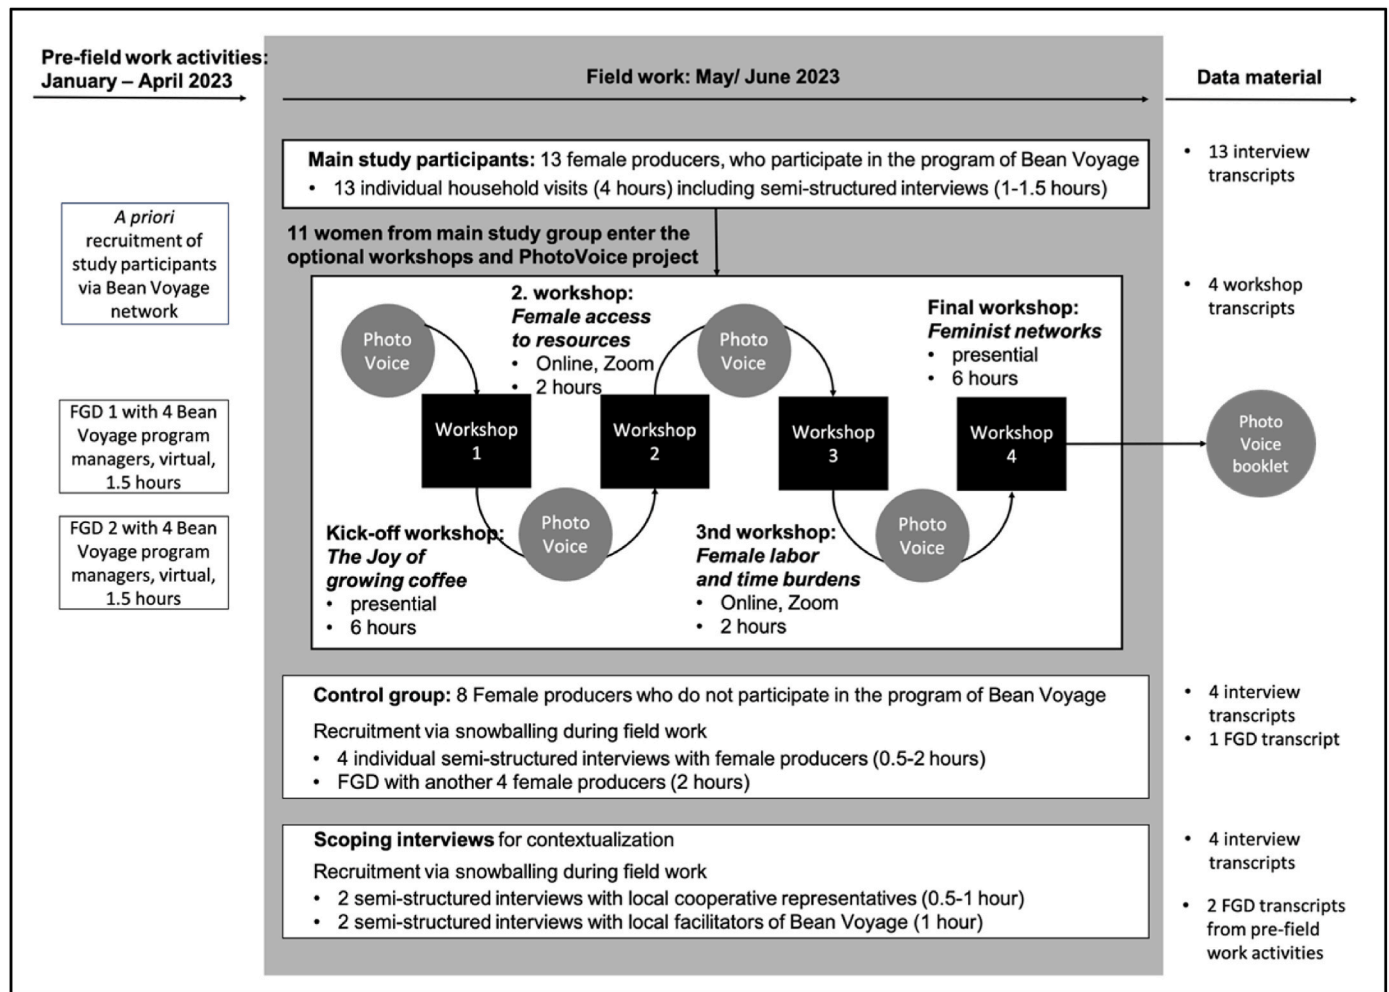 Pre-field work activities:
January – April 2023
Field work: May/ June 2023
Data material
A priori
recruitment of
study participants
via Bean Voyage
network
FGD 1 with 4 Bean
Voyage program
managers, virtual,
1.5 hours
FGD 2 with 4 Bean
Voyage program
managers, virtual,
1.5 hours
Main study participants: 13 female producers, who participate in the program of Bean Voyage
• 13 individual household visits (4 hours) including semi-structured interviews (1-1.5 hours)
11 women from main study group enter the
optional workshops and PhotoVoice project
Photo
Voice
Workshop
1
Kick-off workshop:
The Joy of
growing coffee
• presential
• 6 hours
Photo
Voice
2. workshop:
Female access
to resources
• Online, Zoom
• 2 hours
Workshop
2
Photo
Voice
Workshop
3
3nd workshop:
Female labor
and time burdens
• Online, Zoom
• 2 hours
Photo
Voice
Final workshop:
Feminist networks
• presential
• 6 hours
Workshop
4
Control group: 8 Female producers who do not participate in the program of Bean Voyage
Recruitment via snowballing during field work
• 4 individual semi-structured interviews with female producers (0.5-2 hours)
• FGD with another 4 female producers (2 hours)
Scoping interviews for contextualization
Recruitment via snowballing during field work
• 2 semi-structured interviews with local cooperative representatives (0.5-1 hour)
• 2 semi-structured interviews with local facilitators of Bean Voyage (1 hour)
• 13 interview
transcripts
• 4 workshop
transcripts
Photo
Voice
booklet
• 4 interview
transcripts
• 1 FGD transcript
• 4 interview
transcripts
• 2 FGD transcripts
from pre-field
work activities